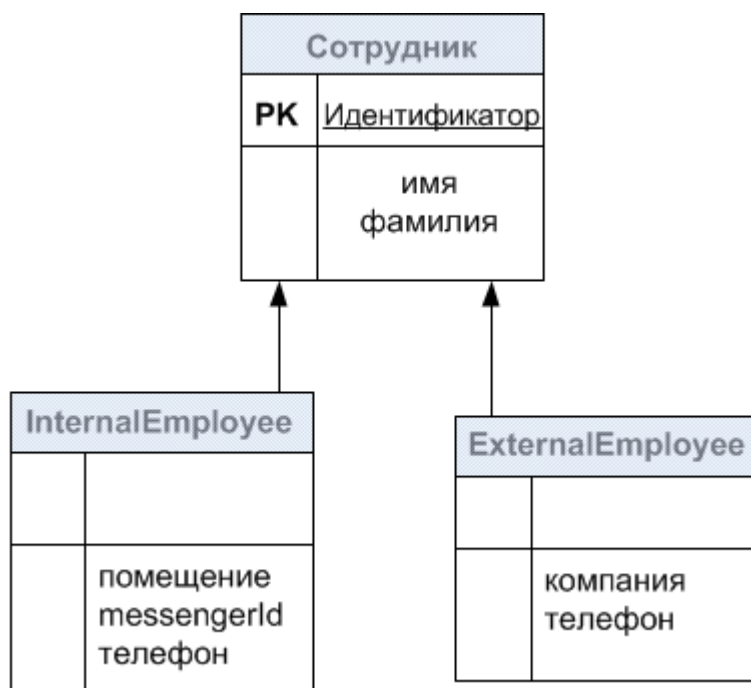 Сотрудник
PK Идентификатор
имя
фамилия
InternalEmployee
помещение
messengerId
телефон
ExternalEmployee
компания
телефон